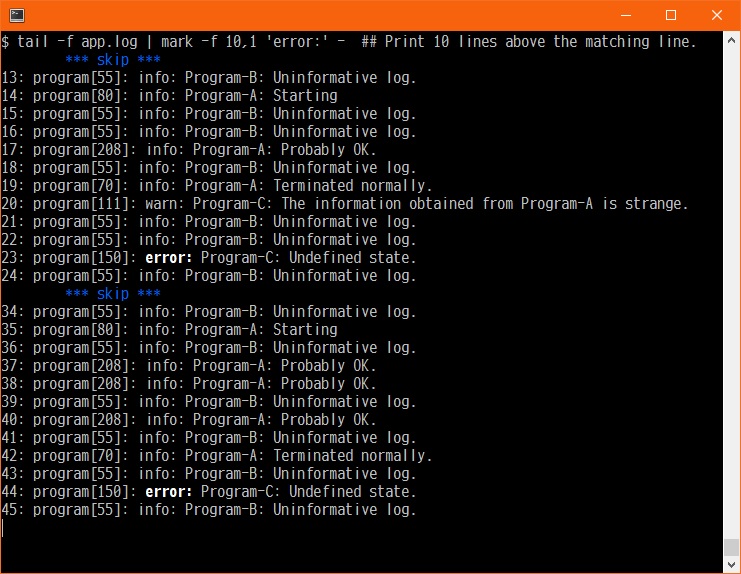 $ tail -f app.log | mark -f 10,1 'error:' -  ## Print 10 lines above the matching line.
*** skip ***
13: program[55]: info: Program-B: Uninformative log.
14: program[80]: info: Program-A: Starting
15: program[55]: info: Program-B: Uninformative log.
16: program[55]: info: Program-B: Uninformative log.
17: program[208]: info: Program-A: Probably OK.
18: program[55]: info: Program-B: Uninformative log.
19: program[70]: info: Program-A: Terminated normally.
20: program[111]: warn: Program-C: The information obtained from Program-A is strange.
21: program[55]: info: Program-B: Uninformative log.
22: program[55]: info: Program-B: Uninformative log.
23: program[150]: error: Program-C: Undefined state.
24: program[55]: info: Program-B: Uninformative log.
*** skip ***
34: program[55]: info: Program-B: Uninformative log.
35: program[80]: info: Program-A: Starting
36: program[55]: info: Program-B: Uninformative log.
37: program[208]: info: Program-A: Probably OK.
38: program[208]: info: Program-A: Probably OK.
39: program[55]: info: Program-B: Uninformative log.
40: program[208]: info: Program-A: Probably OK.
41: program[55]: info: Program-B: Uninformative log.
42: program[70]: info: Program-A: Terminated normally.
43: program[55]: info: Program-B: Uninformative log.
44: program[150]: error: Program-C: Undefined state.
45: program[55]: info: Program-B: Uninformative log.